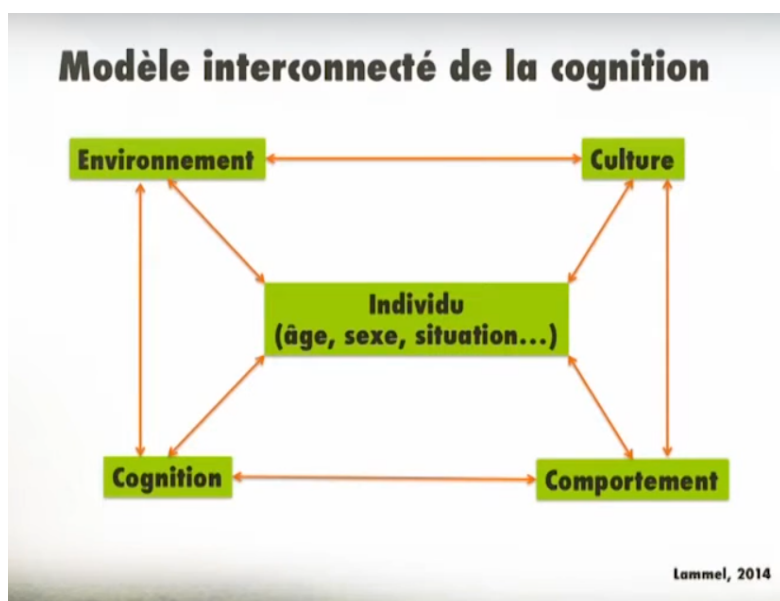 Modèle interconnecté de la cognition
Environnement
Culture
Individu
(âge, sexe, situation...)
Cognition
Comportement
Lammel, 2014